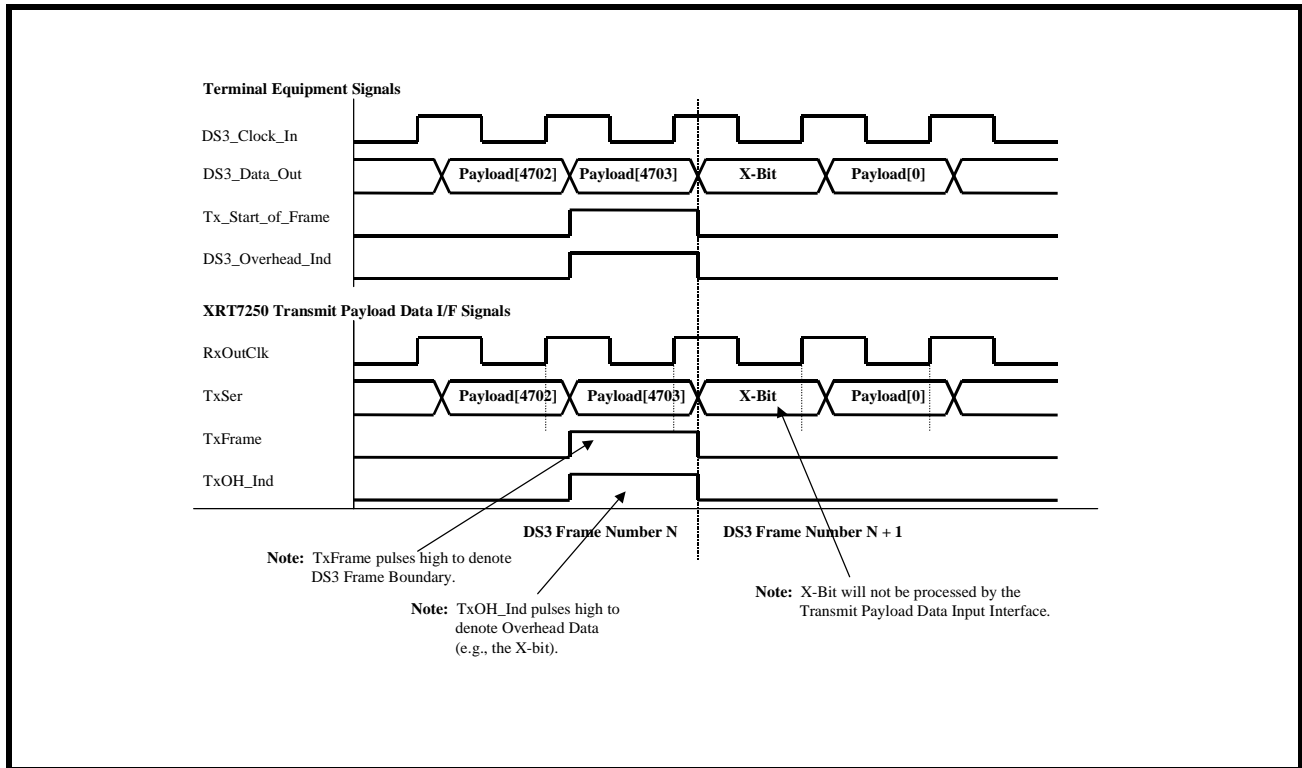 Terminal Equipment Signals
DS3_Clock_In
DS3_Data_Out
Payload[4702] Payload[4703] X-Bit Payload[0]
Tx_Start_of_Frame
DS3_Overhead_Ind
XRT7250 Transmit Payload Data I/F Signals
RxOutClk
TxSer
Payload[4702] Payload[4703] X-Bit Payload[0]
TxFrame
TxOH_Ind
DS3 Frame Number N DS3 Frame Number N + 1
Note: TxFrame pulses high to denote
DS3 Frame Boundary.
Note: TxOH_Ind pulses high to
denote Overhead Data
(e.g., the X-bit).
Note: X-Bit will not be processed by the
Transmit Payload Data Input Interface.